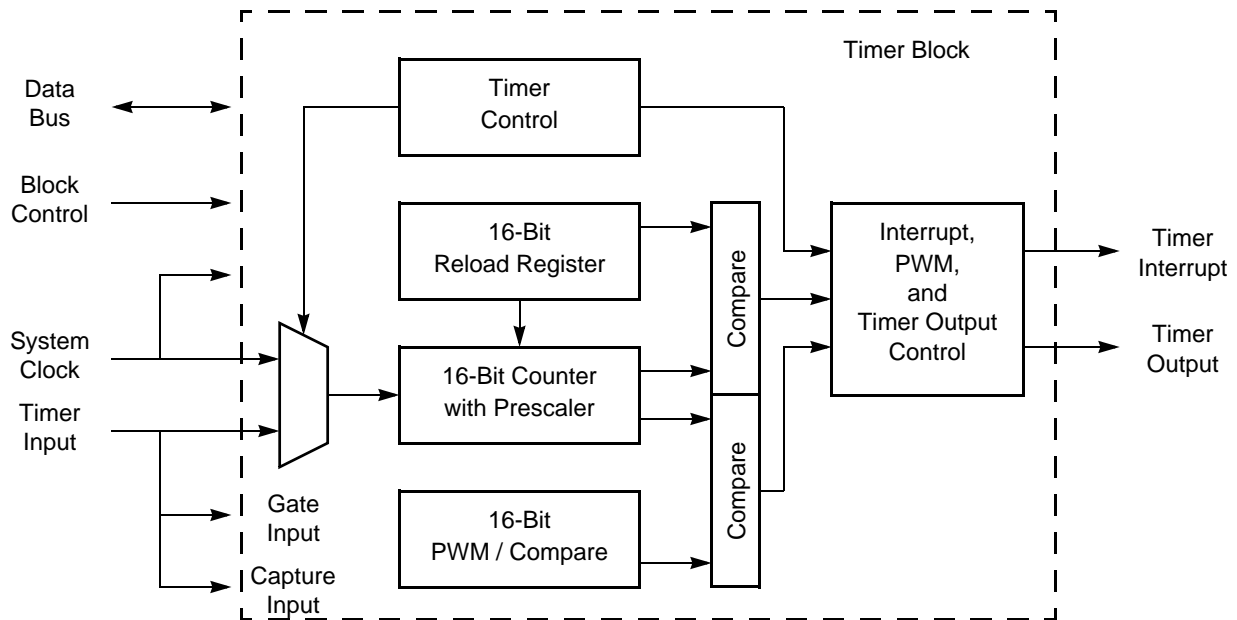 Timer Block
Data
Bus
Timer
Control
Block
Control
16-Bit
Reload Register
Compare
Interrupt,
PWM,
and
Timer Output
Control
Timer
Interrupt
System
Clock
16-Bit Counter
with Prescaler
Timer
Output
Timer
Input
Compare
Gate
Input
16-Bit
PWM / Compare
Capture
Input